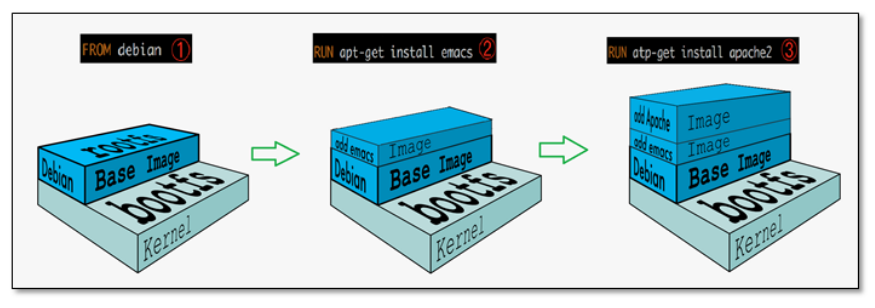 FROM debian ①
RUN apt-get install emacs ②
RUN atp-get install apache2 ③
rootfs
Debian
Base Image
bootfs
Kernel
add emacs
Image
Debian
Base Image
bootfs
Kernel
add Apache
Image
add emacs
Image
Debian
Base Image
bootfs
Kernel